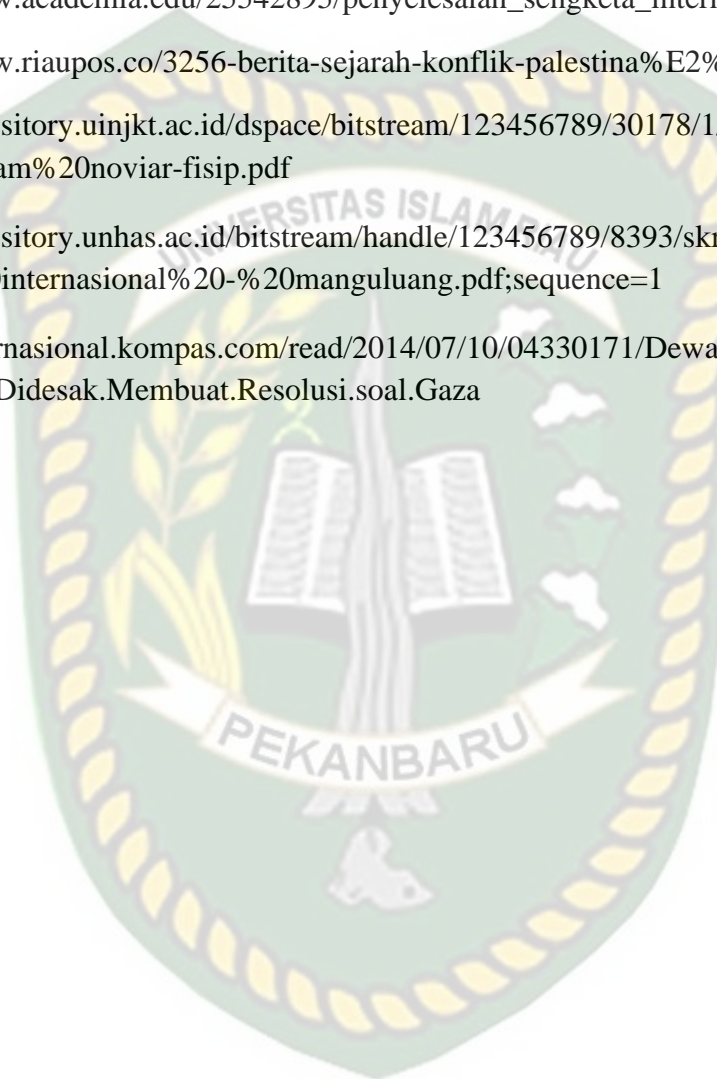 w.academia.edu/25542895/penyelesaian_sengketa_intern
w.riaupos.co/3256-berita-sejarah-konflik-palestina%E2%
sitory.uinjkt.ac.id/dspace/bitstream/123456789/30178/1
am%20noviar-fisip.pdf
UNIVERSITAS ISLAM RIAU
sitory.unhas.ac.id/bitstream/handle/123456789/8393/skr
internasional%20-%20manguluang.pdf;sequence=1
rnasional.kompas.com/read/2014/07/10/04330171/Dewa
Didesak.Membuat.Resolusi.soal.Gaza
PEKANBARU